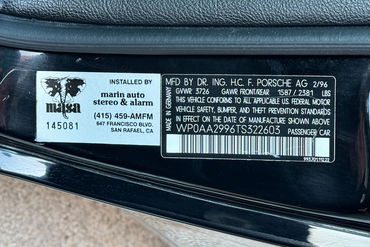 masa
145081
INSTALLED BY
marin auto
stereo & alarm
(415) 459-AMFM
647 FRANCISCO BLVD.
SAN RAFAEL, CA
MADE IN GERMANY
MFD. BY DR. ING. H.C. F. PORSCHE AG 2/96
GVWR 3726 GAWR FRONT/REAR 1587/2381 LBS
THIS VEHICLE CONFORMS TO ALL APPLICABLE
FEDERAL MOTOR VEHICLE SAFETY,
BUMPER, AND THEFT PREVENTION
STANDARDS IN EFFECT ON THE DATE
OF MANUFACTURE SHOWN ABOVE
WP0AA2996TS322603 PASSENGER CAR